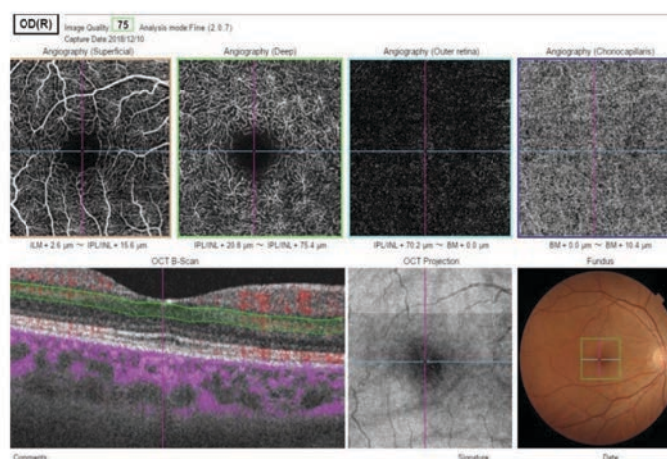 OD(R) Image Quality: 75 Analysis mode:Fine (2.0.7)
Capture Date:2018/12/10
Angiography (Superficial) Angiography (Deep) Angiography (Outer retina) Angiography (Choriocapillaris)
ILM + 2.6 µm ～ IPL/INL + 15.6 µm IPL/INL + 20.8 µm ～ IPL/INL + 75.4 µm IPL/INL + 70.2 µm ～ BM + 0.0 µm BM + 0.0 µm ～ BM + 10.4 µm
OCT B-Scan OCT Projection Fundus
Comments Signature Date